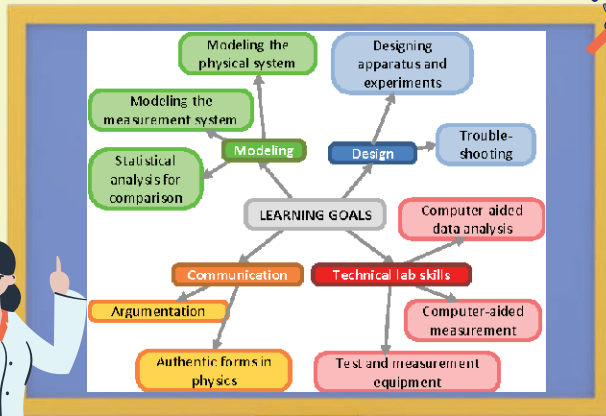 Modeling the
physical system
Designing
apparatus and
experiments
Modeling the
measurement system
Modeling
Design
Trouble-
shooting
Statistical
analysis for
comparison
LEARNING GOALS
Computer aided
data analysis
Communication
Technical lab skills
Argumentation
Computer-aided
measurement
Authentic forms in
physics
Test and measurement
equipment